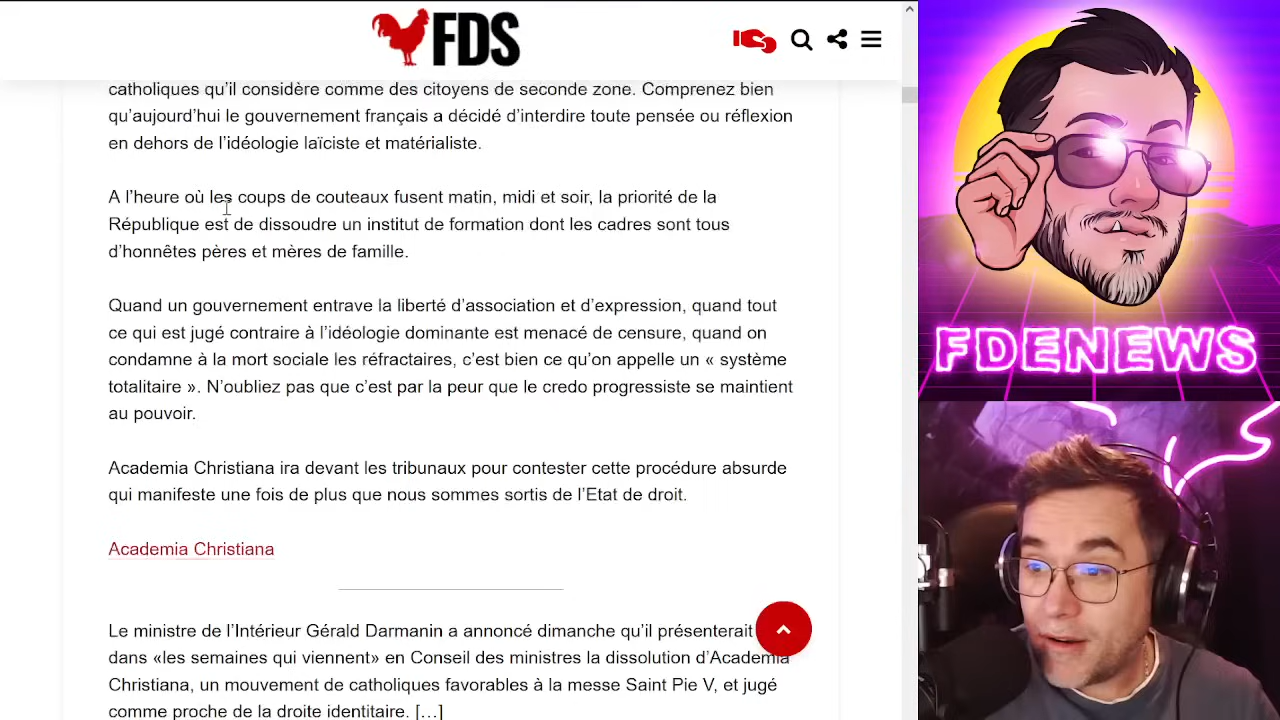 FDS
catholiques qu'il considère comme des citoyens de seconde zone. Comprenez bien
qu'aujourd'hui le gouvernement français a décidé d'interdire toute pensée ou réflexion
en dehors de l'idéologie laïciste et matérialiste.
A l'heure où les coups de couteaux fusent matin, midi et soir, la priorité de la
République est de dissoudre un institut de formation dont les cadres sont tous
d'honnêtes pères et mères de famille.
Quand un gouvernement entrave la liberté d'association et d'expression, quand tout
ce qui est jugé contraire à l'idéologie dominante est menacé de censure, quand on
condamne à la mort sociale les réfractaires, c'est bien ce qu'on appelle un « système
totalitaire ». N'oubliez pas que c'est par la peur que le credo progressiste se maintient
au pouvoir.
Academia Christiana ira devant les tribunaux pour contester cette procédure absurde
qui manifeste une fois de plus que nous sommes sortis de l'Etat de droit.
Academia Christiana
Le ministre de l'Intérieur Gérald Darmanin a annoncé dimanche qu'il présenterait
dans «les semaines qui viennent» en Conseil des ministres la dissolution d'Academia
Christiana, un mouvement de catholiques favorables à la messe Saint Pie V, et jugé
comme proche de la droite identitaire. […]
FDENEWS